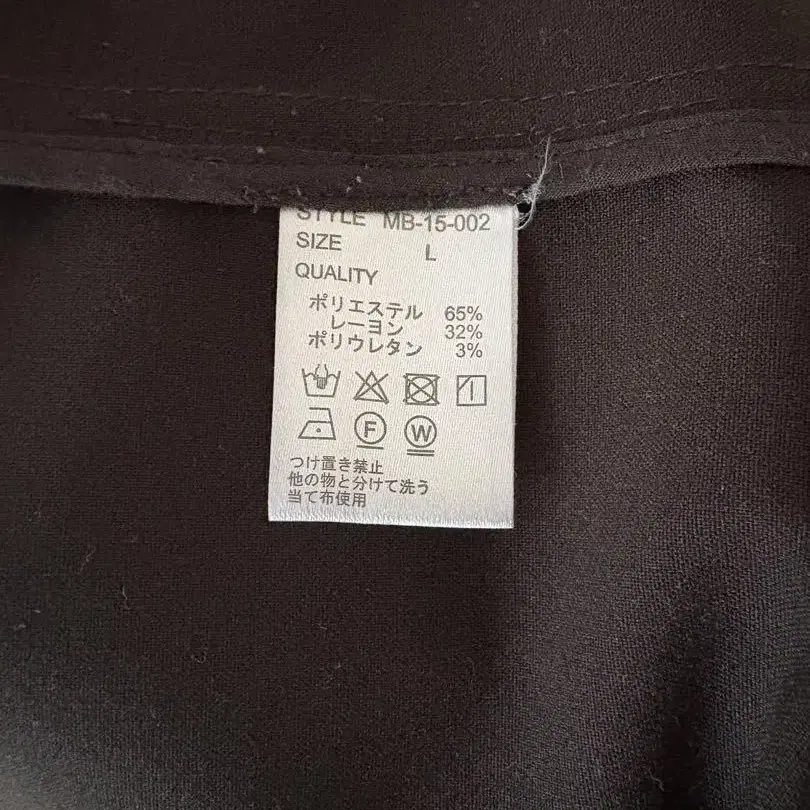 STYLE MB-15-002
SIZE L
QUALITY
ポリエステル 65%
レーヨン 32%
ポリウレタン 3%
F W
つけ置き禁止
他の物と分けて洗う
当て布使用